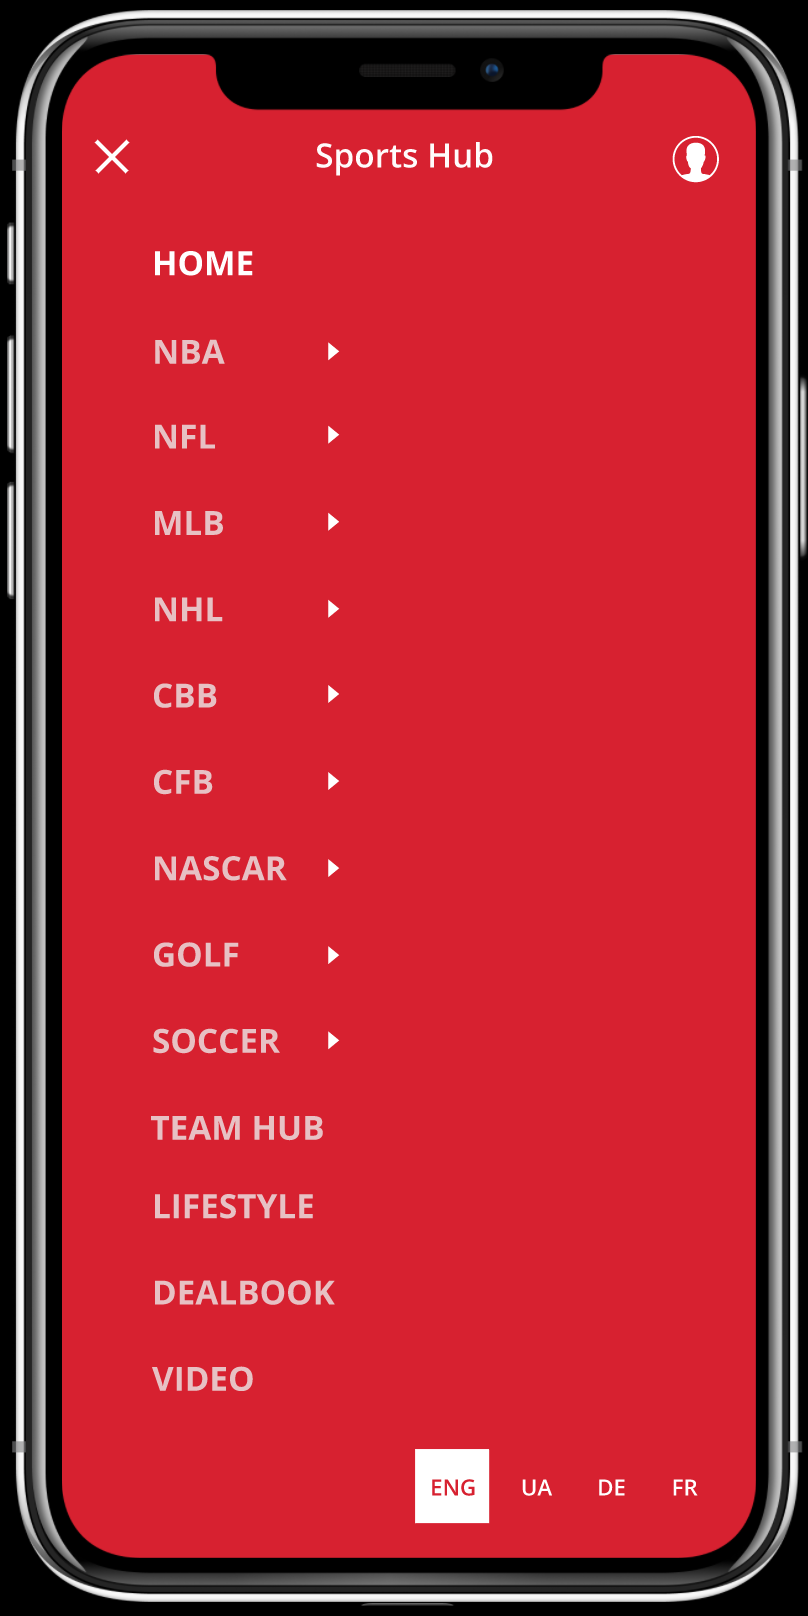 Sports Hub
HOME
NBA
NFL
MLB
NHL
CBB
CFB
NASCAR
GOLF
SOCCER
TEAM HUB
LIFESTYLE
DEALBOOK
VIDEO
ENG UA DE FR